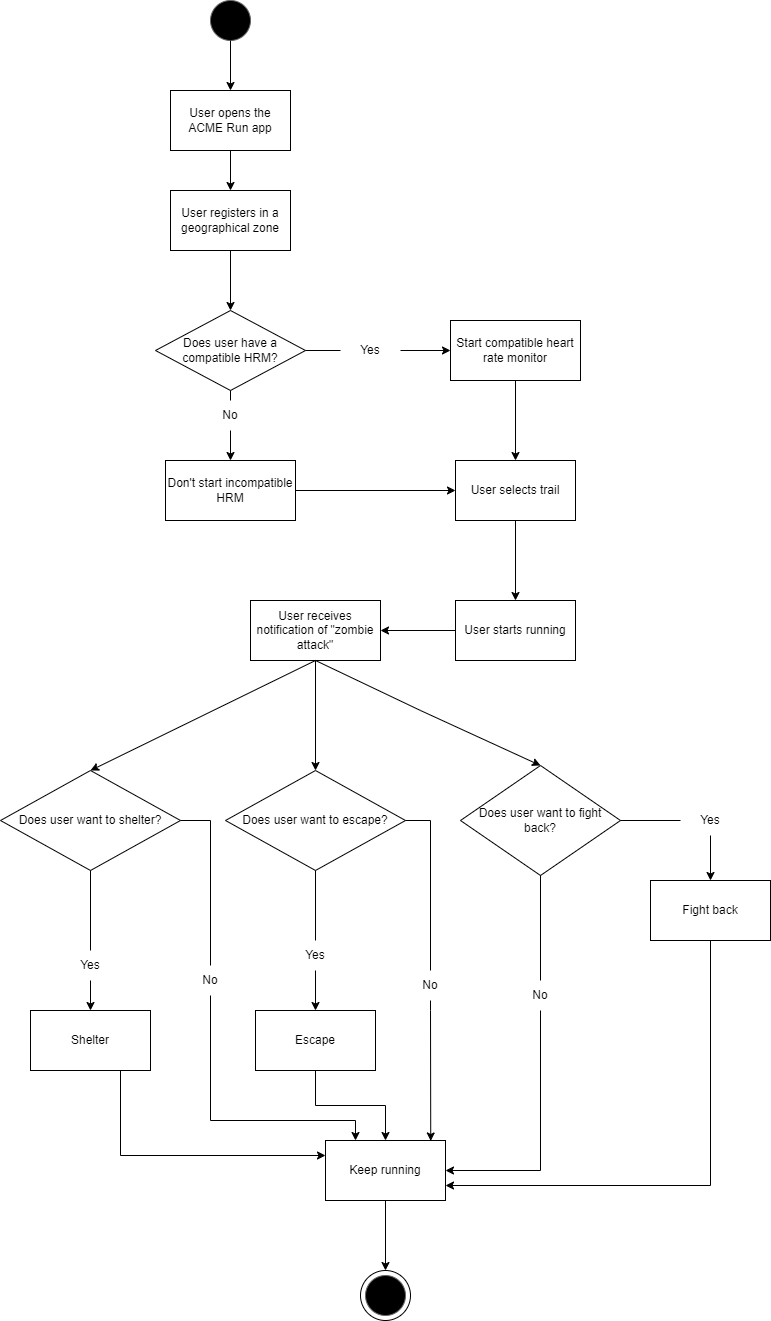 User opens the
ACME Run app
User registers in a
geographical zone
Does user have a
compatible HRM?
Yes
Start compatible heart
rate monitor
No
Don't start incompatible
HRM
User selects trail
User receives
notification of "zombie
attack"
User starts running
Does user want to shelter?
Does user want to escape?
Does user want to fight
back?
Yes
Fight back
Yes
No
Yes
No
No
Shelter
Escape
Keep running